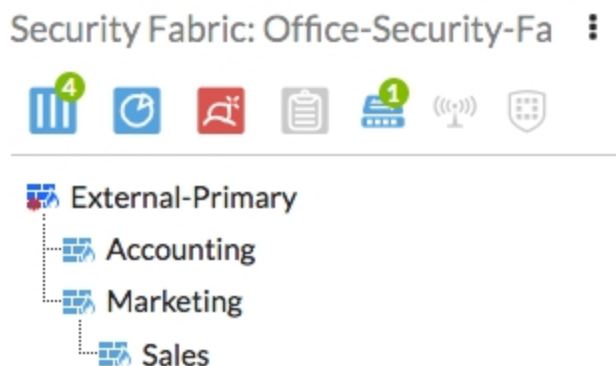 Security Fabric: Office-Security-Fa
4
1
External-Primary
Accounting
Marketing
Sales